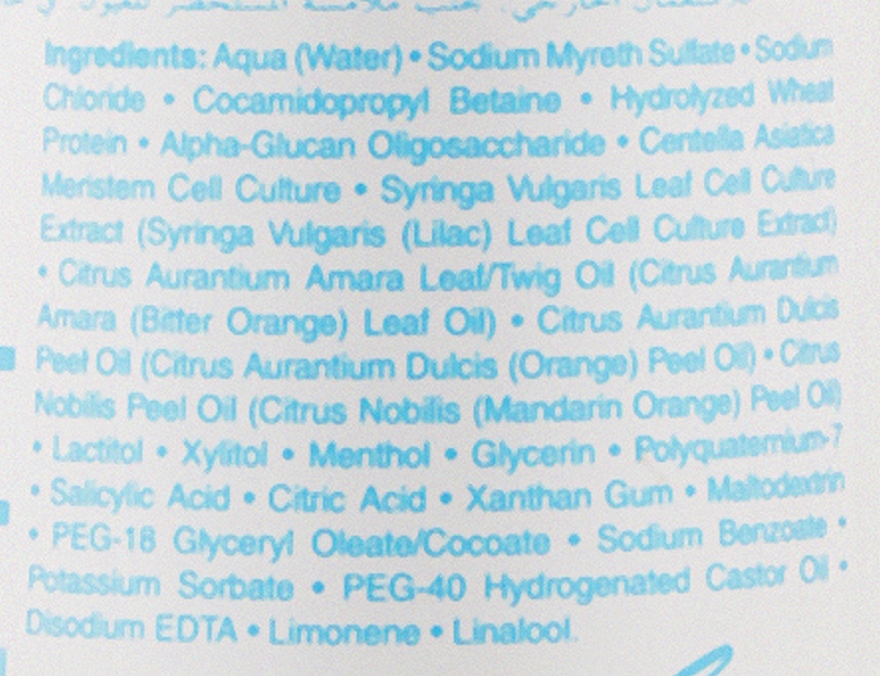 Ingredients: Aqua (Water) • Sodium Myreth Sulfate • Sodium
Chloride • Cocamidopropyl Betaine • Hydrolyzed Wheat
Protein • Alpha-Glucan Oligosaccharide • Centella Asiatica
Meristem Cell Culture • Syringa Vulgaris Leaf Cell Culture
Extract (Syringa Vulgaris (Lilac) Leaf Cell Culture Extract)
• Citrus Aurantium Amara Leaf/Twig Oil (Citrus Aurantium
Amara (Bitter Orange) Leaf Oil) • Citrus Aurantium Dulcis
Peel Oil (Citrus Aurantium Dulcis (Orange) Peel Oil) • Citrus
Nobilis Peel Oil (Citrus Nobilis (Mandarin Orange) Peel Oil)
• Lactitol • Xylitol • Menthol • Glycerin • Polyquaternium-7
• Salicylic Acid • Citric Acid • Xanthan Gum • Maltodextrin
• PEG-18 Glyceryl Oleate/Cocoate • Sodium Benzoate •
Potassium Sorbate • PEG-40 Hydrogenated Castor Oil •
Disodium EDTA • Limonene • Linalool.